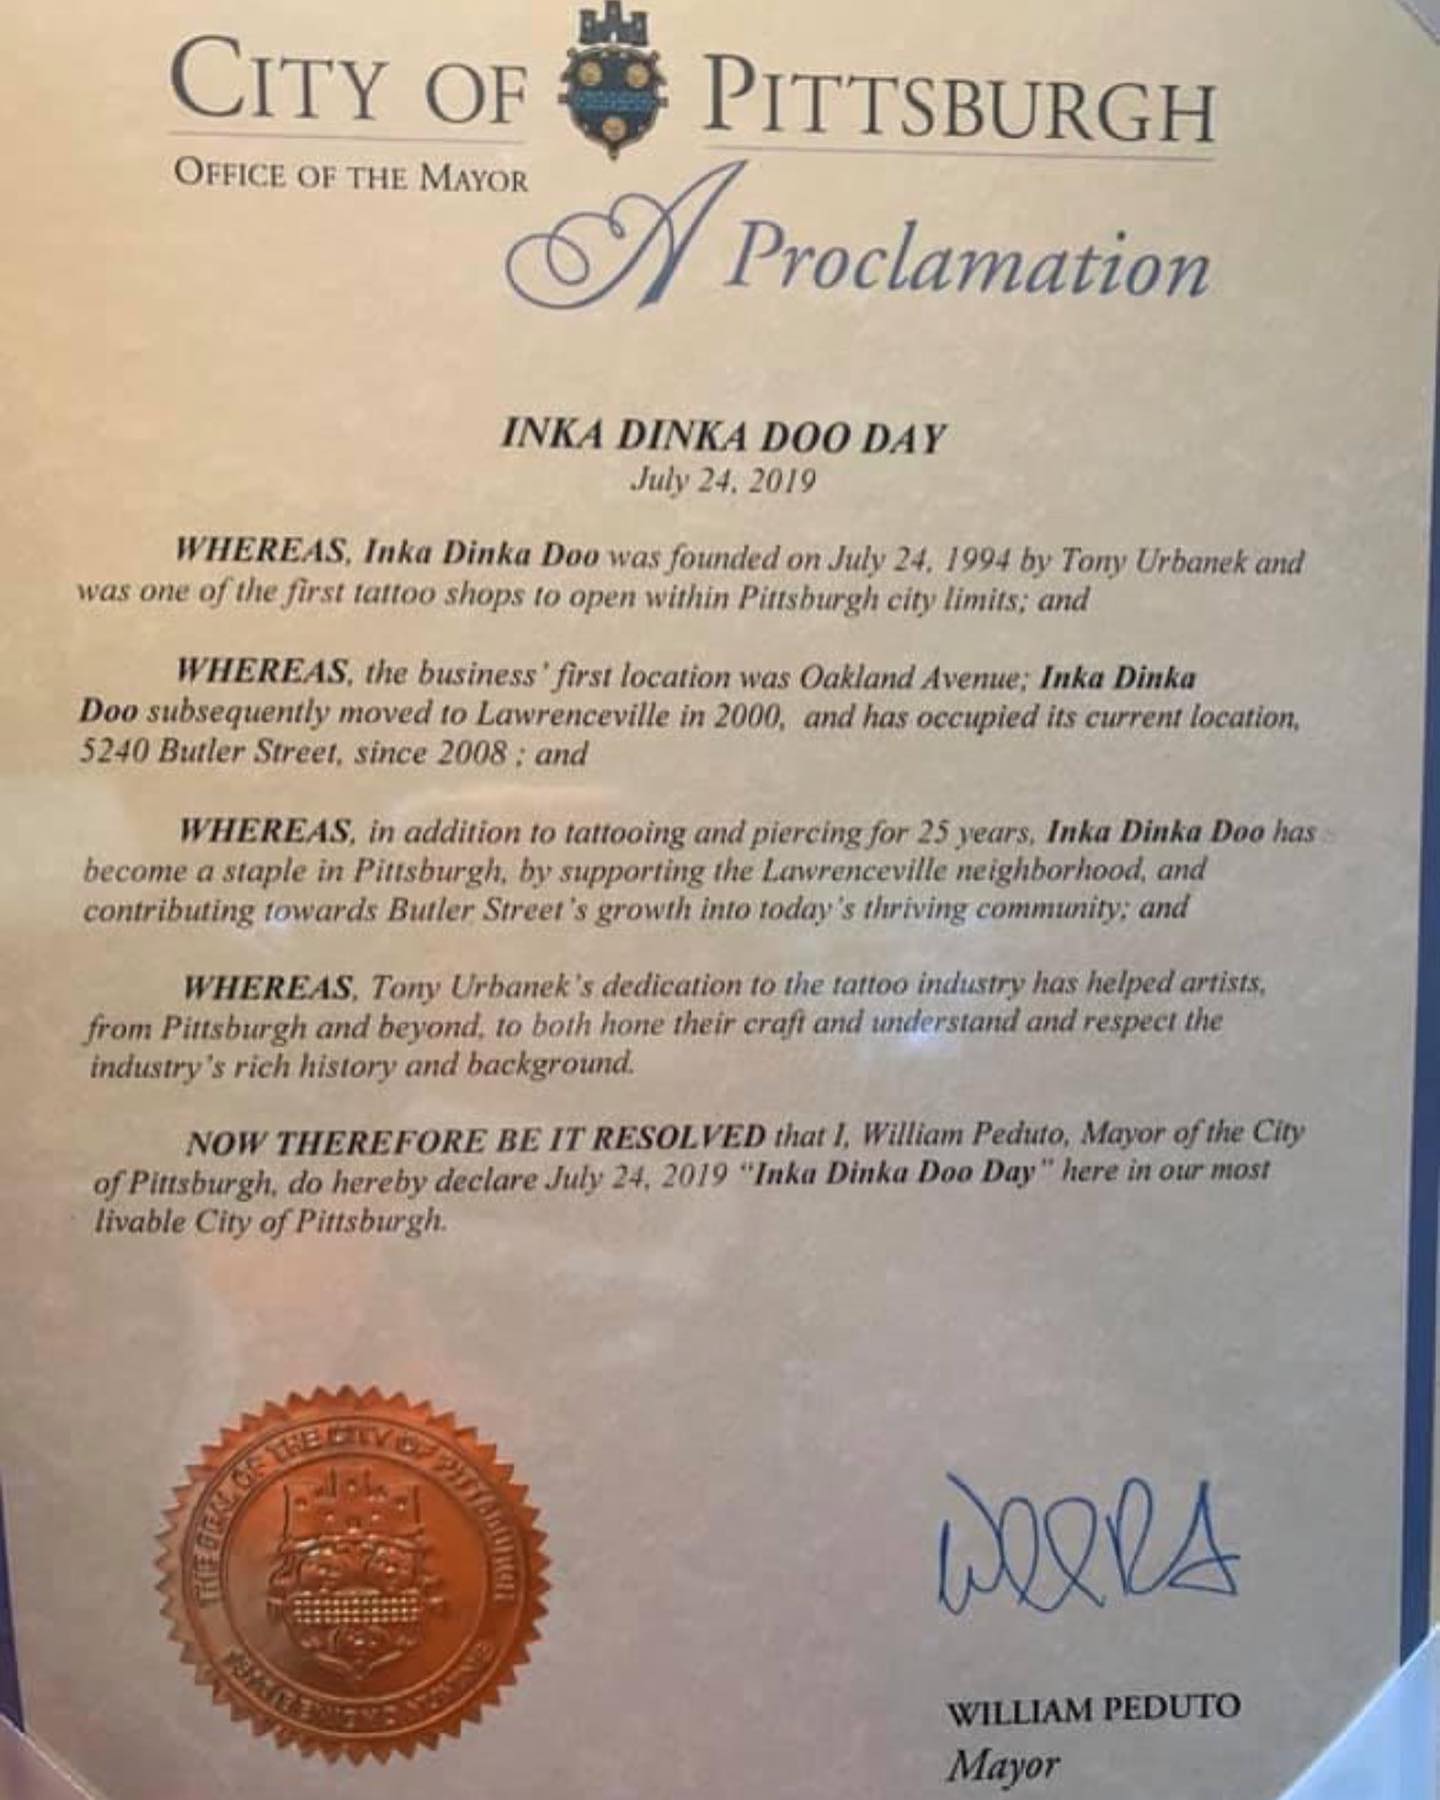 CITY OF PITTSBURGH
OFFICE OF THE MAYOR
A Proclamation
INKA DINKA DOO DAY
July 24, 2019
WHEREAS, Inka Dinka Doo was founded on July 24, 1994 by Tony Urbanek and
was one of the first tattoo shops to open within Pittsburgh city limits; and
WHEREAS, the business' first location was Oakland Avenue; Inka Dinka
Doo subsequently moved to Lawrenceville in 2000, and has occupied its current location,
5240 Butler Street, since 2008 ; and
WHEREAS, in addition to tattooing and piercing for 25 years, Inka Dinka Doo has
become a staple in Pittsburgh, by supporting the Lawrenceville neighborhood, and
contributing towards Butler Street's growth into today's thriving community; and
WHEREAS, Tony Urbanek's dedication to the tattoo industry has helped artists,
from Pittsburgh and beyond, to both hone their craft and understand and respect the
industry's rich history and background.
NOW THEREFORE BE IT RESOLVED that I, William Peduto, Mayor of the City
of Pittsburgh, do hereby declare July 24, 2019 "Inka Dinka Doo Day" here in our most
livable City of Pittsburgh.
THE SEAL OF THE CITY OF PITTSBURGH
WILLIAM PEDUTO
Mayor